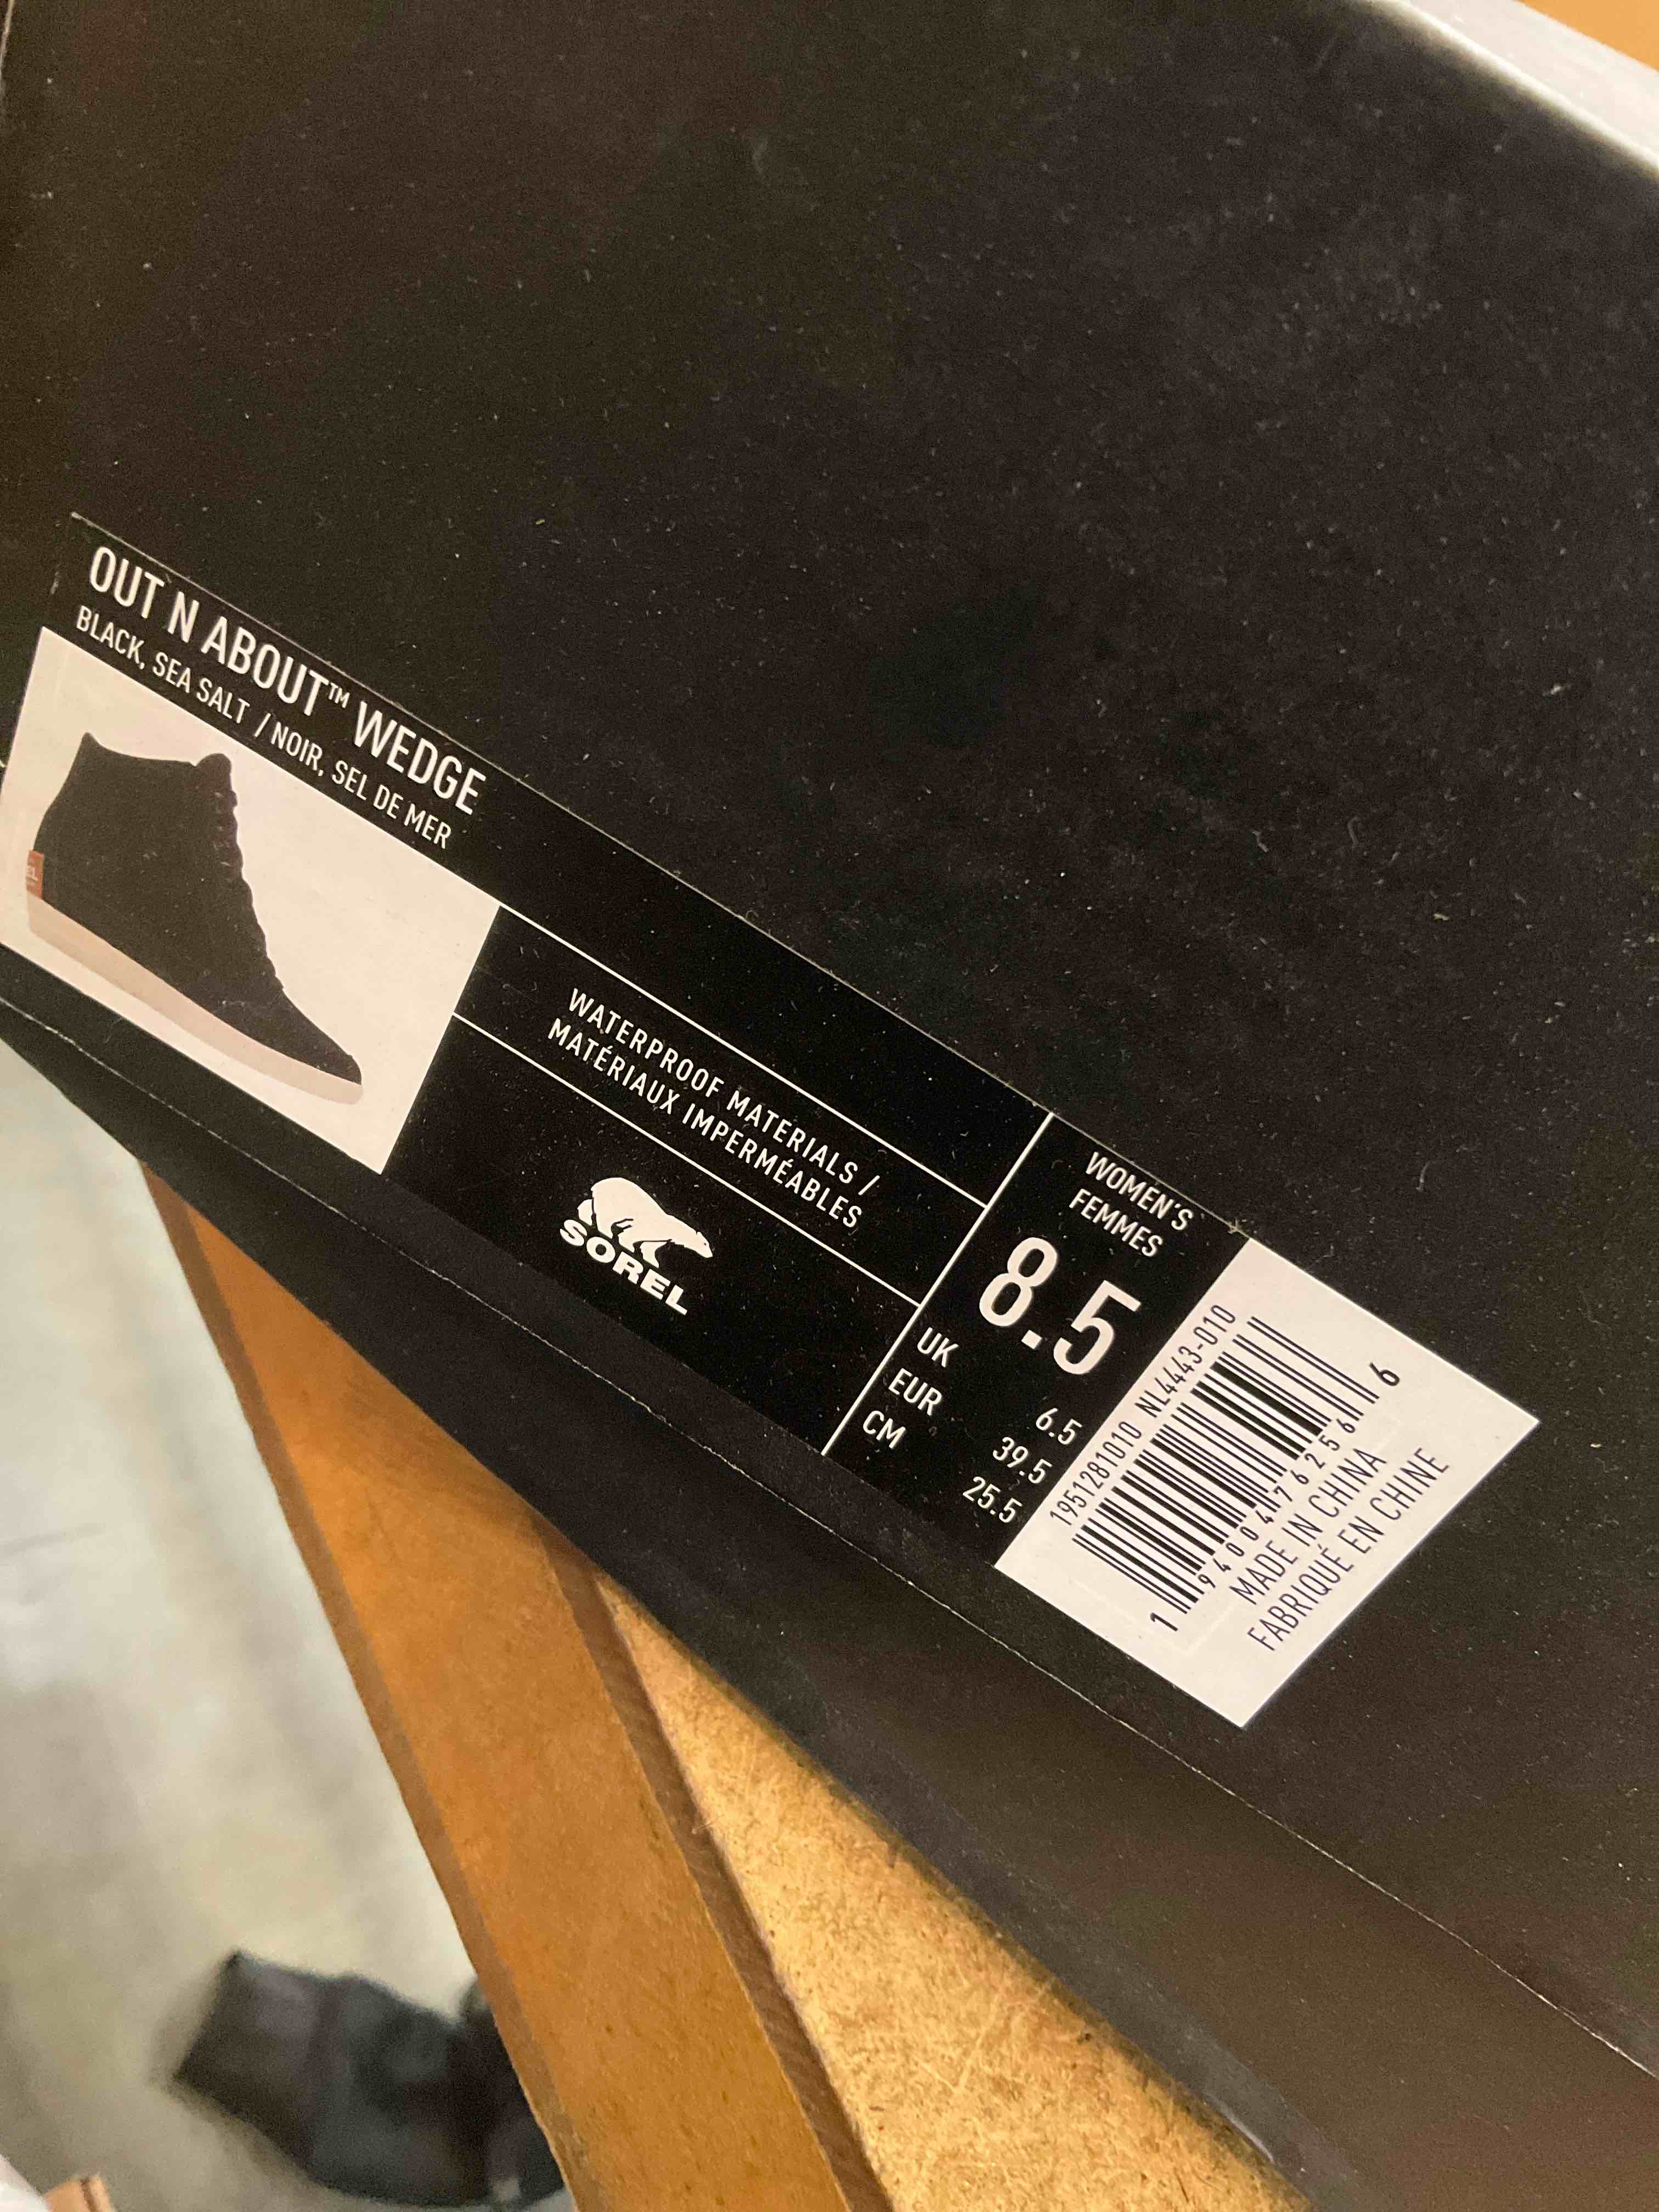 OUT N ABOUT™ WEDGE
BLACK, SEA SALT / NOIR, SEL DE MER
EL
WATERPROOF MATERIALS /
MATÉRIAUX IMPERMÉABLES
SOREL
WOMEN'S
FEMMES
8.5
UK 6.5
EUR 39.5
CM 25.5
1951281010 NL4443-010
1 94004 76256 6
MADE IN CHINA
FABRIQUÉ EN CHINE